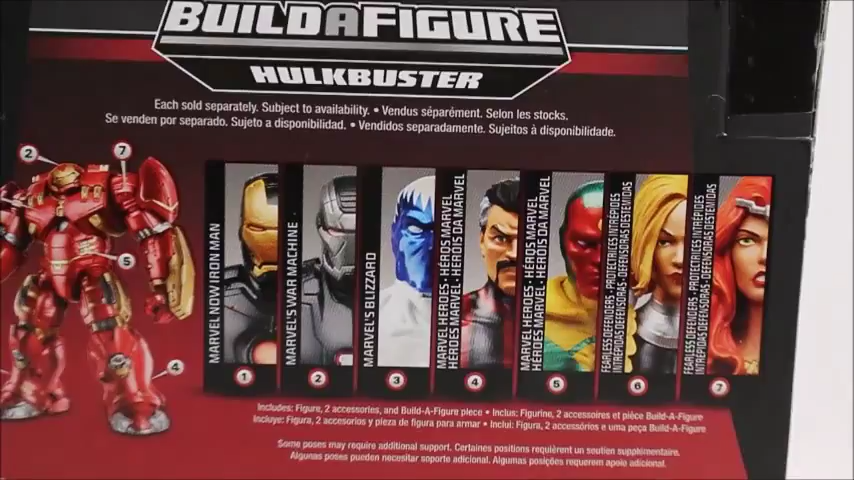 BUILDAFIGURE
HULKBUSTER
Each sold separately. Subject to availability. • Vendus séparément. Selon les stocks.
Se venden por separado. Sujeto a disponibilidad. • Vendidos separadamente. Sujeitos à disponibilidade.
2
7
5
4
MARVEL NOW IRON MAN
1
MARVEL'S WAR MACHINE
2
MARVEL'S BLIZZARD
3
MARVEL HEROES • HÉROS MARVEL
HÉROES MARVEL • HERÓIS DA MARVEL
4
MARVEL HEROES • HÉROS MARVEL
HÉROES MARVEL • HERÓIS DA MARVEL
5
FEARLESS DEFENDERS • PROTECTRICES INTRÉPIDES
INTRÉPIDAS DEFENSORAS • DEFENSORAS DESTEMIDAS
6
FEARLESS DEFENDERS • PROTECTRICES INTRÉPIDES
INTRÉPIDAS DEFENSORAS • DEFENSORAS DESTEMIDAS
7
Includes: Figure, 2 accessories, and Build-A-Figure piece • Inclus: Figurine, 2 accessoires et pièce Build-A-Figure
Incluye: Figura, 2 accesorios y pieza de figura para armar • Inclui: Figura, 2 acessórios e uma peça Build-A-Figure
Some poses may require additional support. Certaines positions requièrent un soutien supplémentaire.
Algunas poses pueden necesitar soporte adicional. Algumas posições requerem apoio adicional.